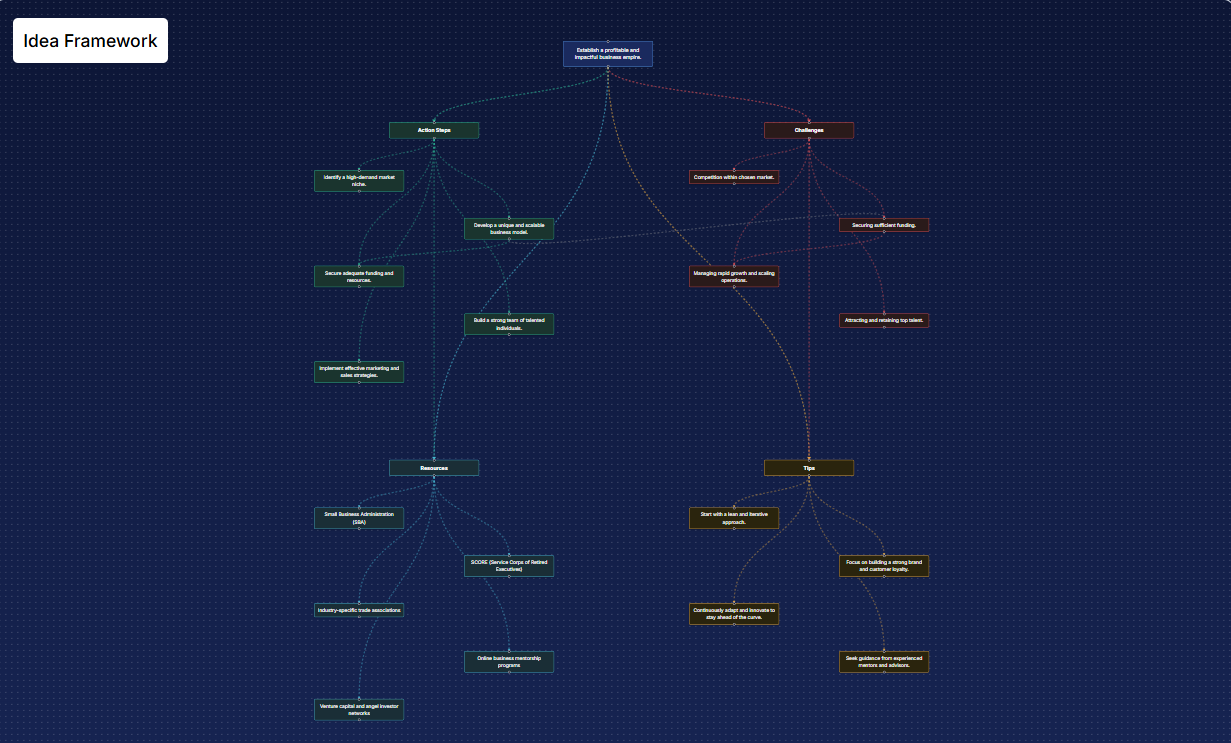 Idea Framework
Establish a profitable and
impactful business empire.
Action Steps
Challenges
Identify a high-demand market
niche.
Competition within chosen market.
Develop a unique and scalable
business model.
Securing sufficient funding.
Secure adequate funding and
resources.
Managing rapid growth and scaling
operations.
Build a strong team of talented
individuals.
Attracting and retaining top talent.
Implement effective marketing and
sales strategies.
Resources
Tips
Small Business Administration
(SBA)
Start with a lean and iterative
approach.
SCORE (Service Corps of Retired
Executives)
Focus on building a strong brand
and customer loyalty.
Industry-specific trade associations
Continuously adapt and innovate to
stay ahead of the curve.
Online business mentorship
programs
Seek guidance from experienced
mentors and advisors.
Venture capital and angel investor
networks